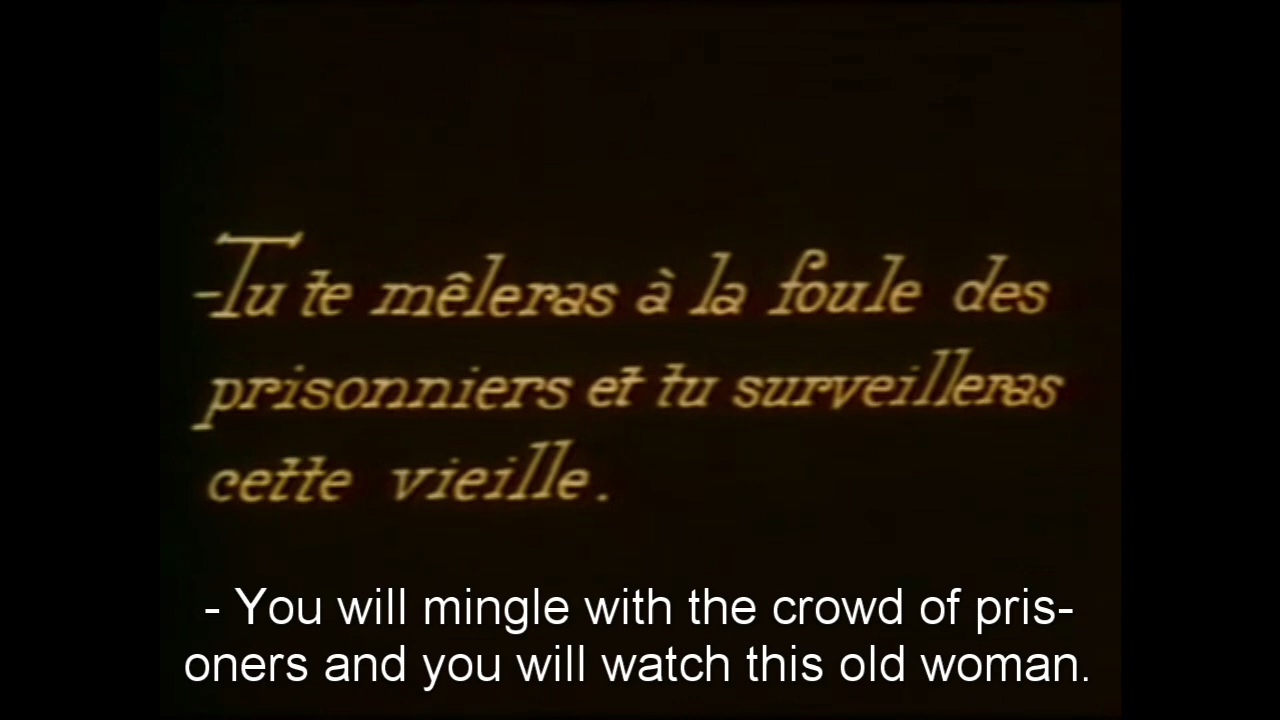 -Tu te mêleras à la foule des
prisonniers et tu surveilleras
cette vieille.
- You will mingle with the crowd of pris-
oners and you will watch this old woman.